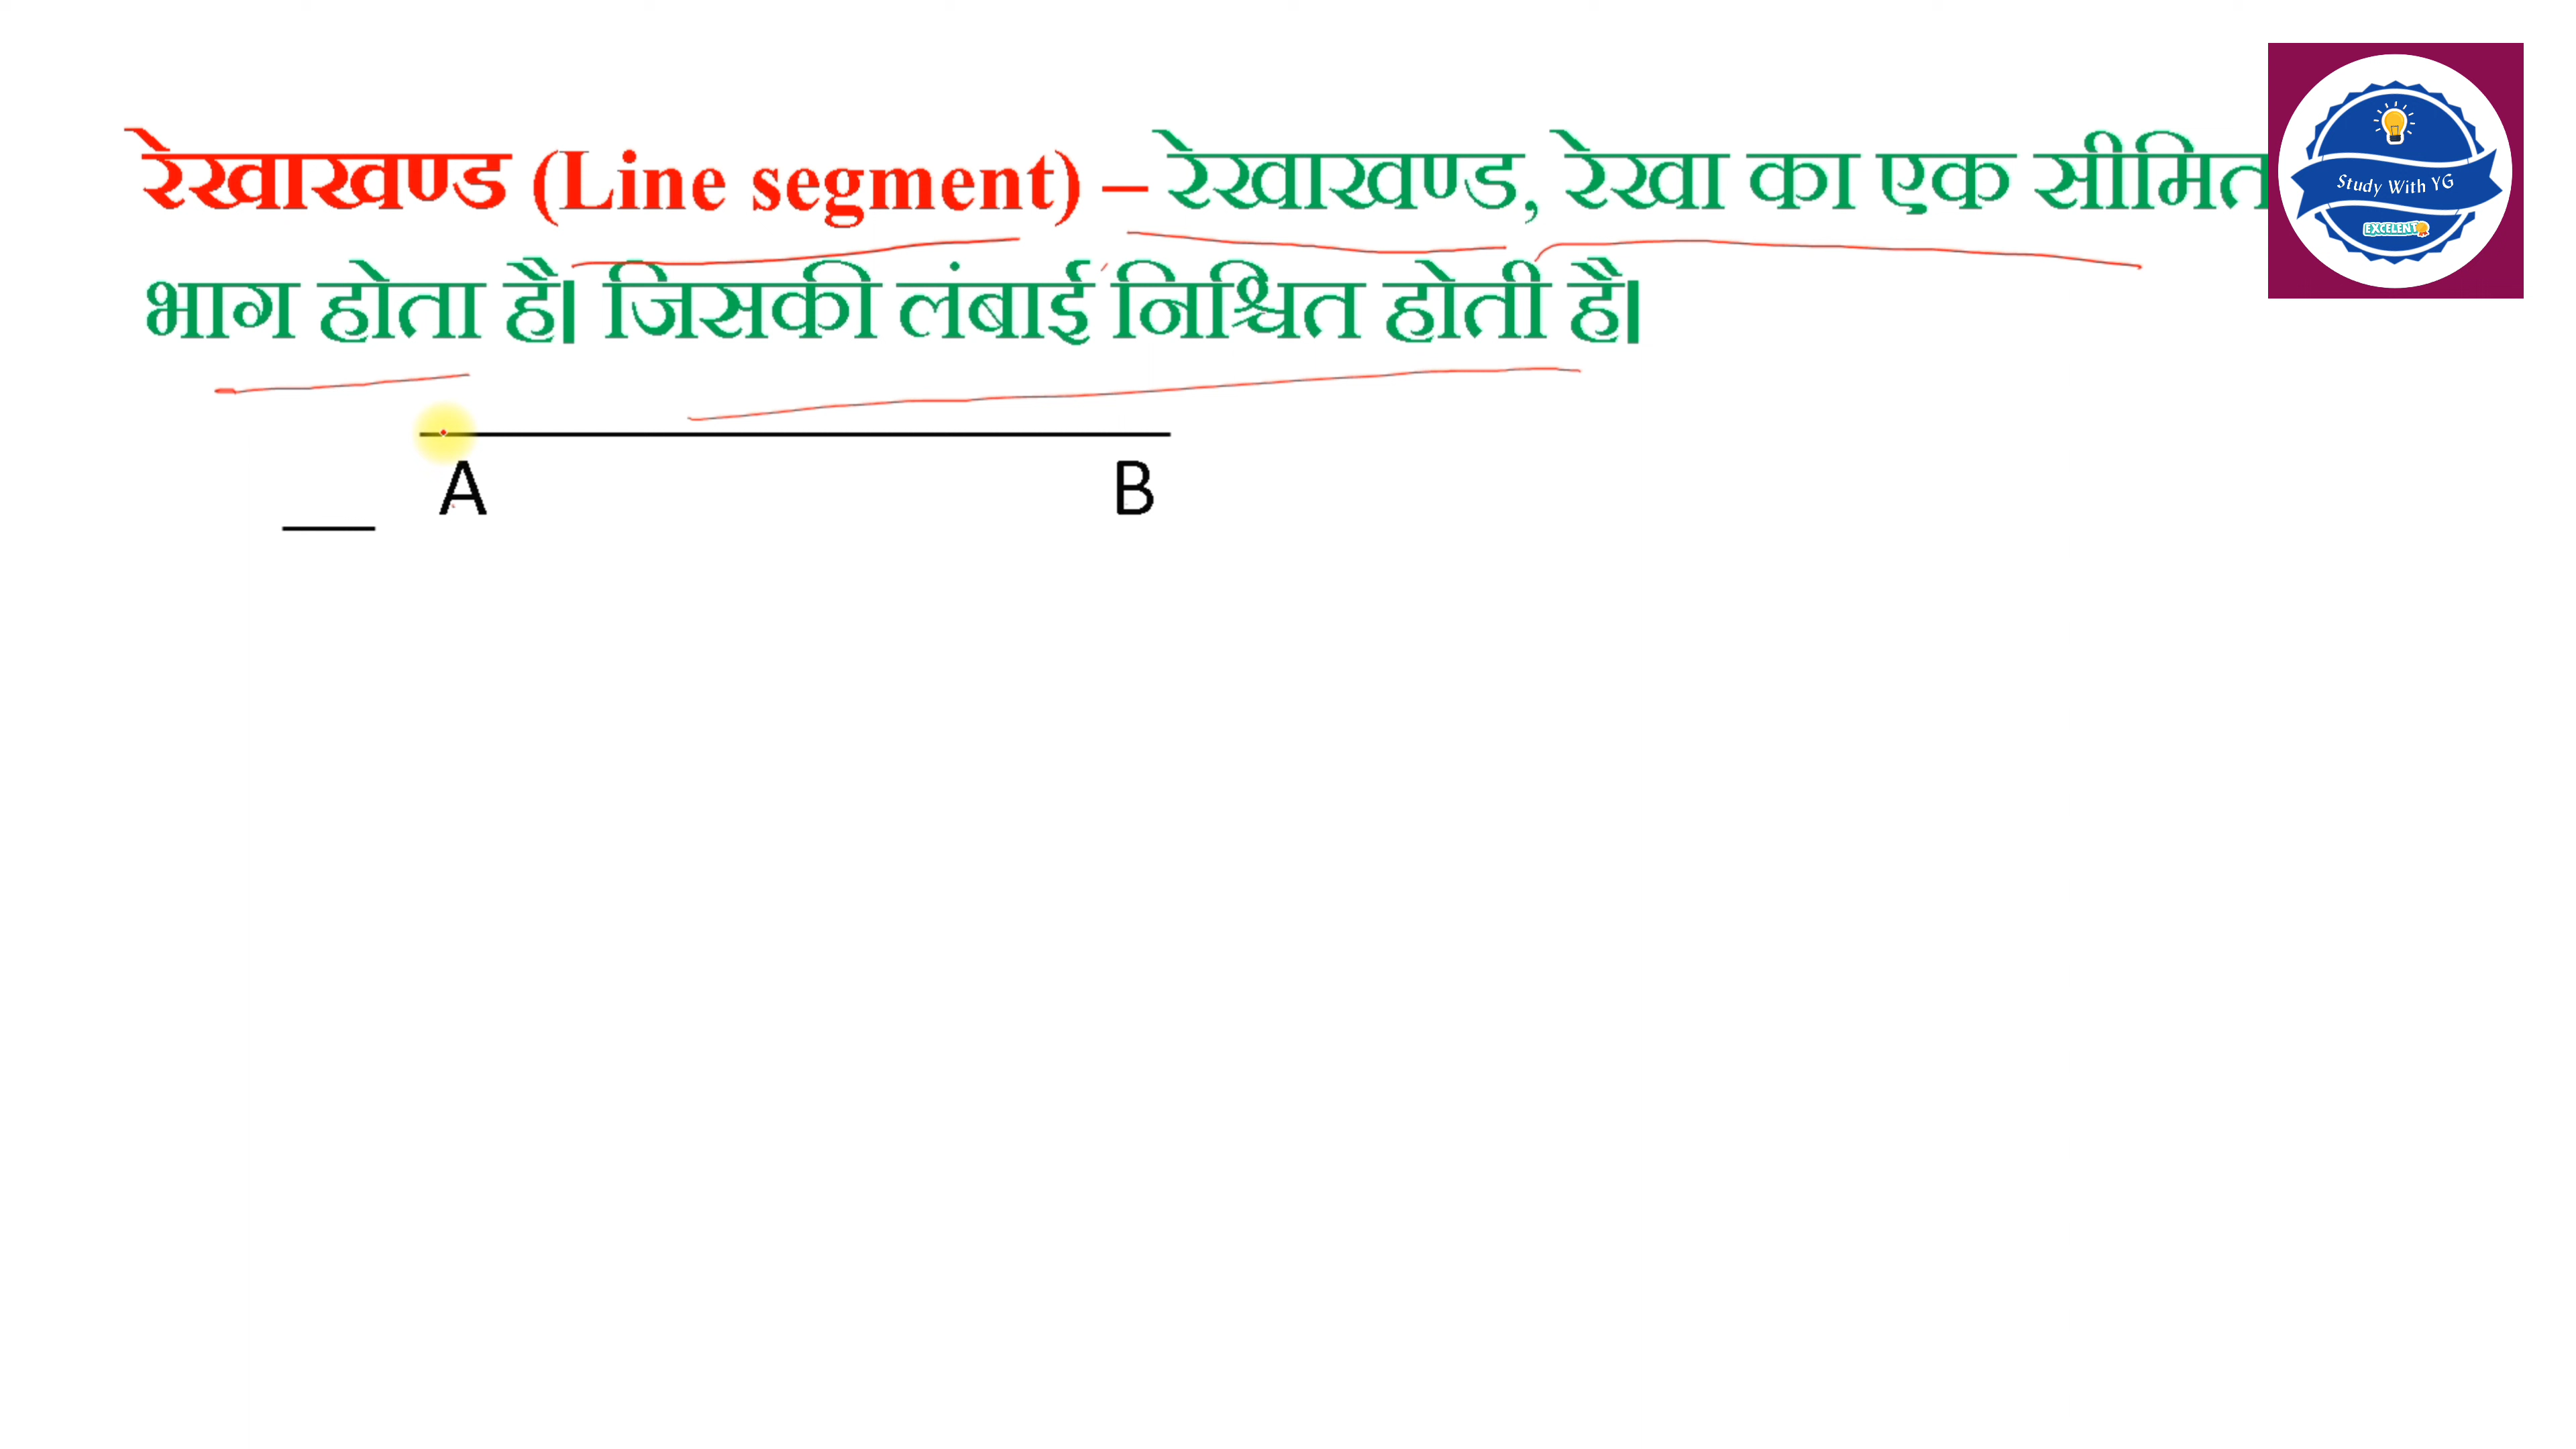 रेखाखण्ड (Line segment) – रेखाखण्ड, रेखा का एक सीमित
भाग होता है। जिसकी लंबाई निश्चित होती है।
A B
Study With YG
EXCELENT